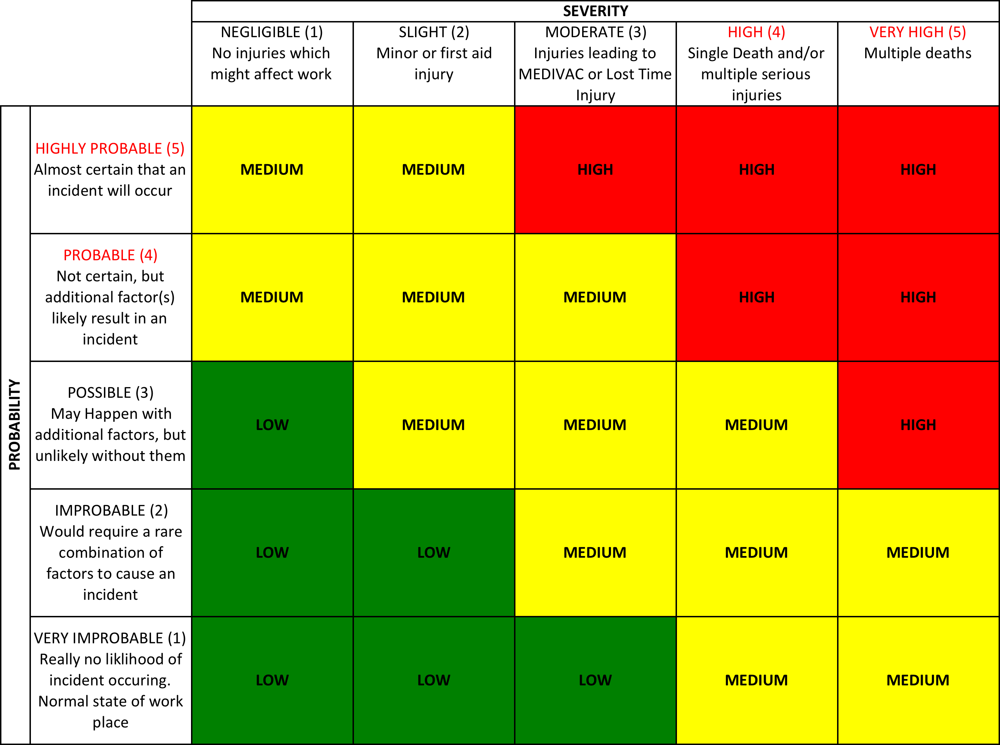 SEVERITY
NEGLIGIBLE (1)
No injuries which
might affect work
SLIGHT (2)
Minor or first aid
injury
MODERATE (3)
Injuries leading to
MEDIVAC or Lost Time
Injury
HIGH (4)
Single Death and/or
multiple serious
injuries
VERY HIGH (5)
Multiple deaths
PROBABILITY
HIGHLY PROBABLE (5)
Almost certain that an
incident will occur
MEDIUM
MEDIUM
HIGH
HIGH
HIGH
PROBABLE (4)
Not certain, but
additional factor(s)
likely result in an
incident
MEDIUM
MEDIUM
MEDIUM
HIGH
HIGH
POSSIBLE (3)
May Happen with
additional factors, but
unlikely without them
LOW
MEDIUM
MEDIUM
MEDIUM
HIGH
IMPROBABLE (2)
Would require a rare
combination of
factors to cause an
incident
LOW
LOW
MEDIUM
MEDIUM
MEDIUM
VERY IMPROBABLE (1)
Really no liklihood of
incident occuring.
Normal state of work
place
LOW
LOW
LOW
MEDIUM
MEDIUM